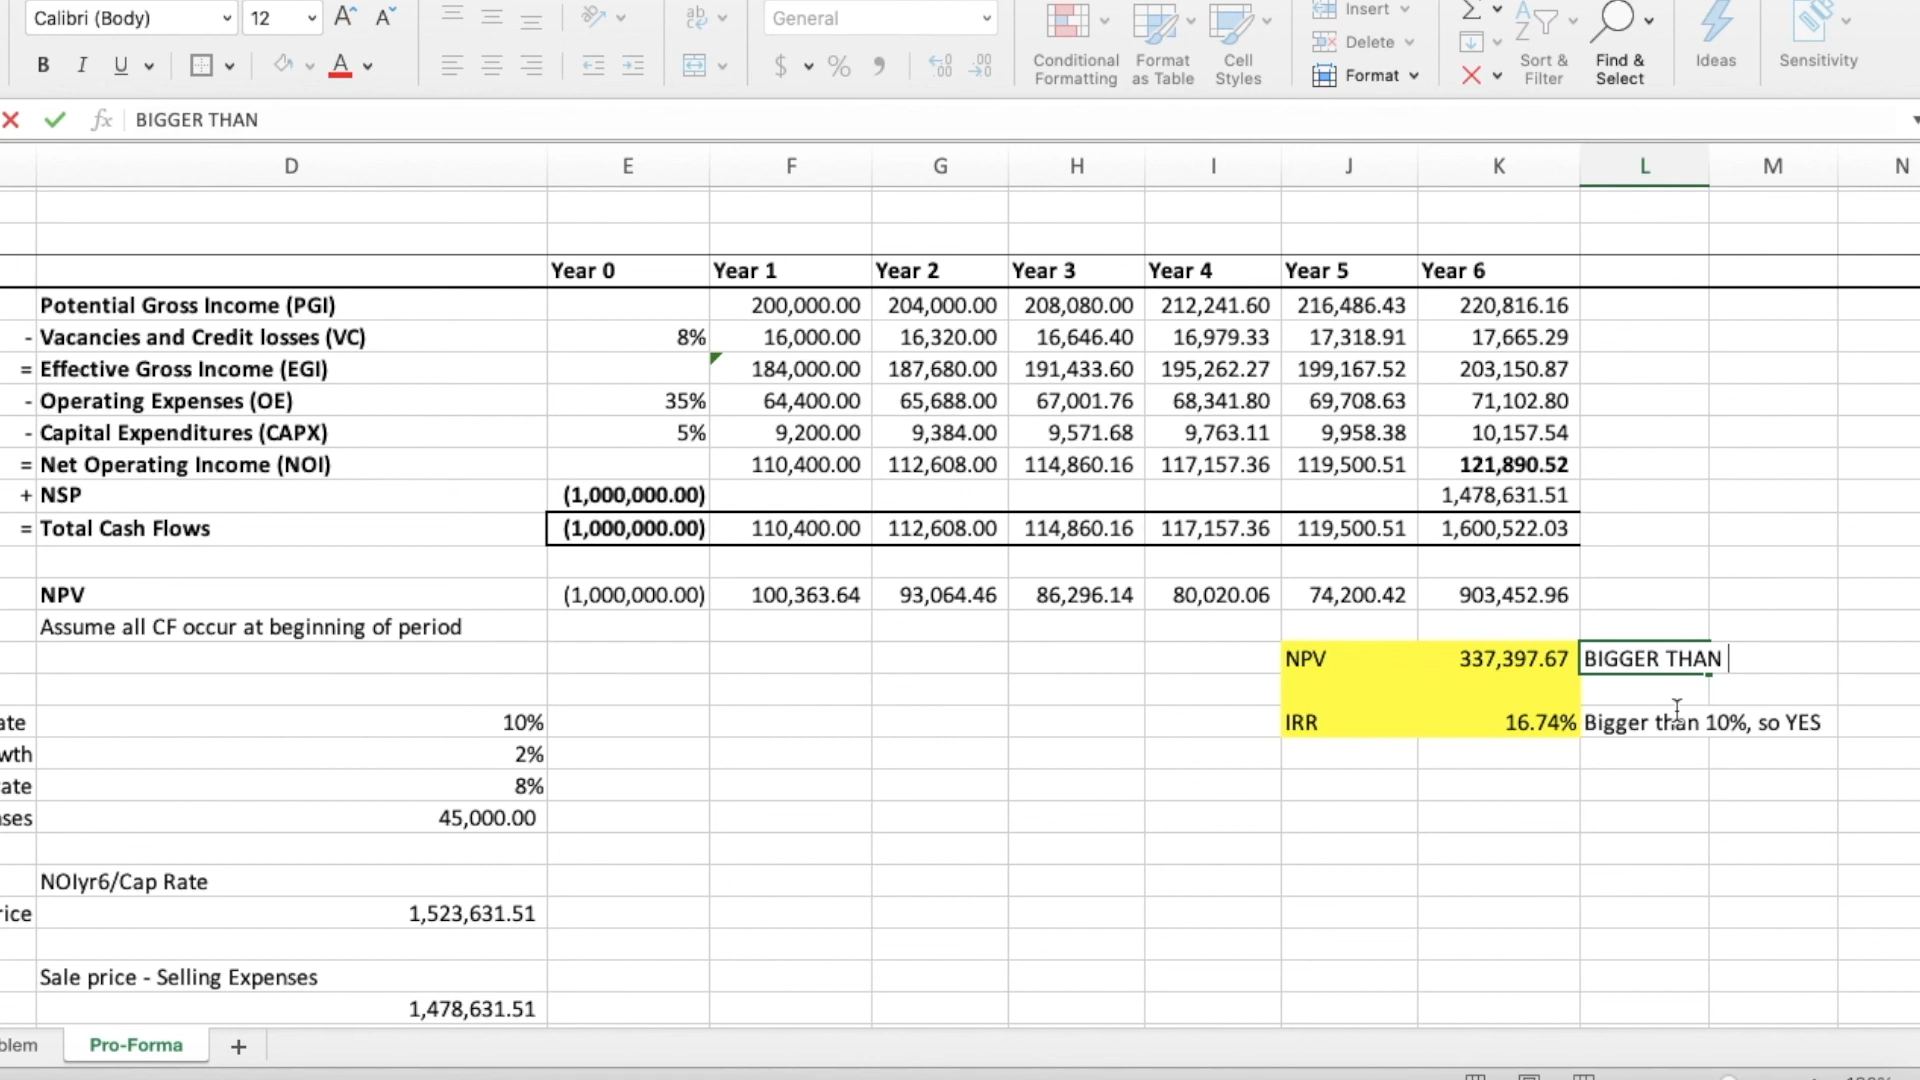 Calibri (Body) 12 A^ A˅ ab General Insert
Delete
Conditional Formatting Format as Table Cell Styles Format Sort & Filter Find & Select Ideas Sensitivity
B I U A $ %
fx BIGGER THAN
D E F G H I J K L M N
Year 0 Year 1 Year 2 Year 3 Year 4 Year 5 Year 6
Potential Gross Income (PGI) 200,000.00 204,000.00 208,080.00 212,241.60 216,486.43 220,816.16
- Vacancies and Credit losses (VC) 8% 16,000.00 16,320.00 16,646.40 16,979.33 17,318.91 17,665.29
= Effective Gross Income (EGI) 184,000.00 187,680.00 191,433.60 195,262.27 199,167.52 203,150.87
- Operating Expenses (OE) 35% 64,400.00 65,688.00 67,001.76 68,341.80 69,708.63 71,102.80
- Capital Expenditures (CAPX) 5% 9,200.00 9,384.00 9,571.68 9,763.11 9,958.38 10,157.54
= Net Operating Income (NOI) 110,400.00 112,608.00 114,860.16 117,157.36 119,500.51 121,890.52
+ NSP (1,000,000.00) 1,478,631.51
= Total Cash Flows (1,000,000.00) 110,400.00 112,608.00 114,860.16 117,157.36 119,500.51 1,600,522.03
NPV (1,000,000.00) 100,363.64 93,064.46 86,296.14 80,020.06 74,200.42 903,452.96
Assume all CF occur at beginning of period
NPV 337,397.67 BIGGER THAN
ate 10% IRR 16.74% Bigger than 10%, so YES
wth 2%
ate 8%
ses 45,000.00
NOIyr6/Cap Rate
rice 1,523,631.51
Sale price - Selling Expenses
1,478,631.51
blem Pro-Forma +